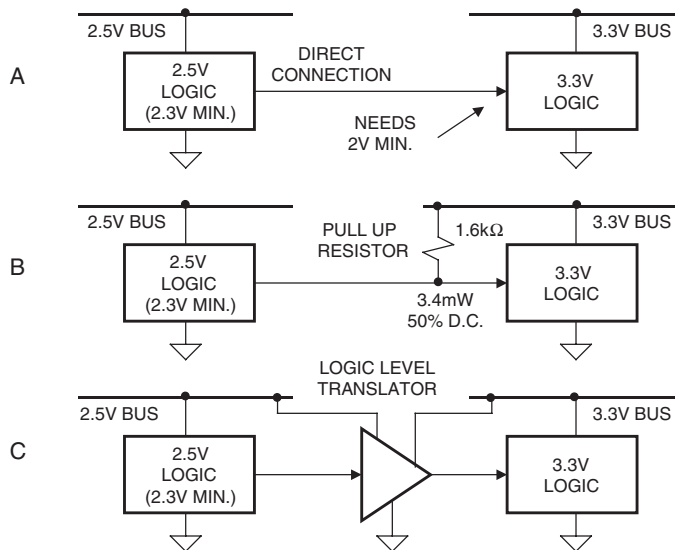 2.5V BUS
3.3V BUS
A
2.5V
LOGIC
(2.3V MIN.)
DIRECT
CONNECTION
NEEDS
2V MIN.
3.3V
LOGIC
2.5V BUS
3.3V BUS
B
2.5V
LOGIC
(2.3V MIN.)
PULL UP
RESISTOR
1.6kΩ
3.4mW
50% D.C.
3.3V
LOGIC
LOGIC LEVEL
TRANSLATOR
2.5V BUS
3.3V BUS
C
2.5V
LOGIC
(2.3V MIN.)
3.3V
LOGIC